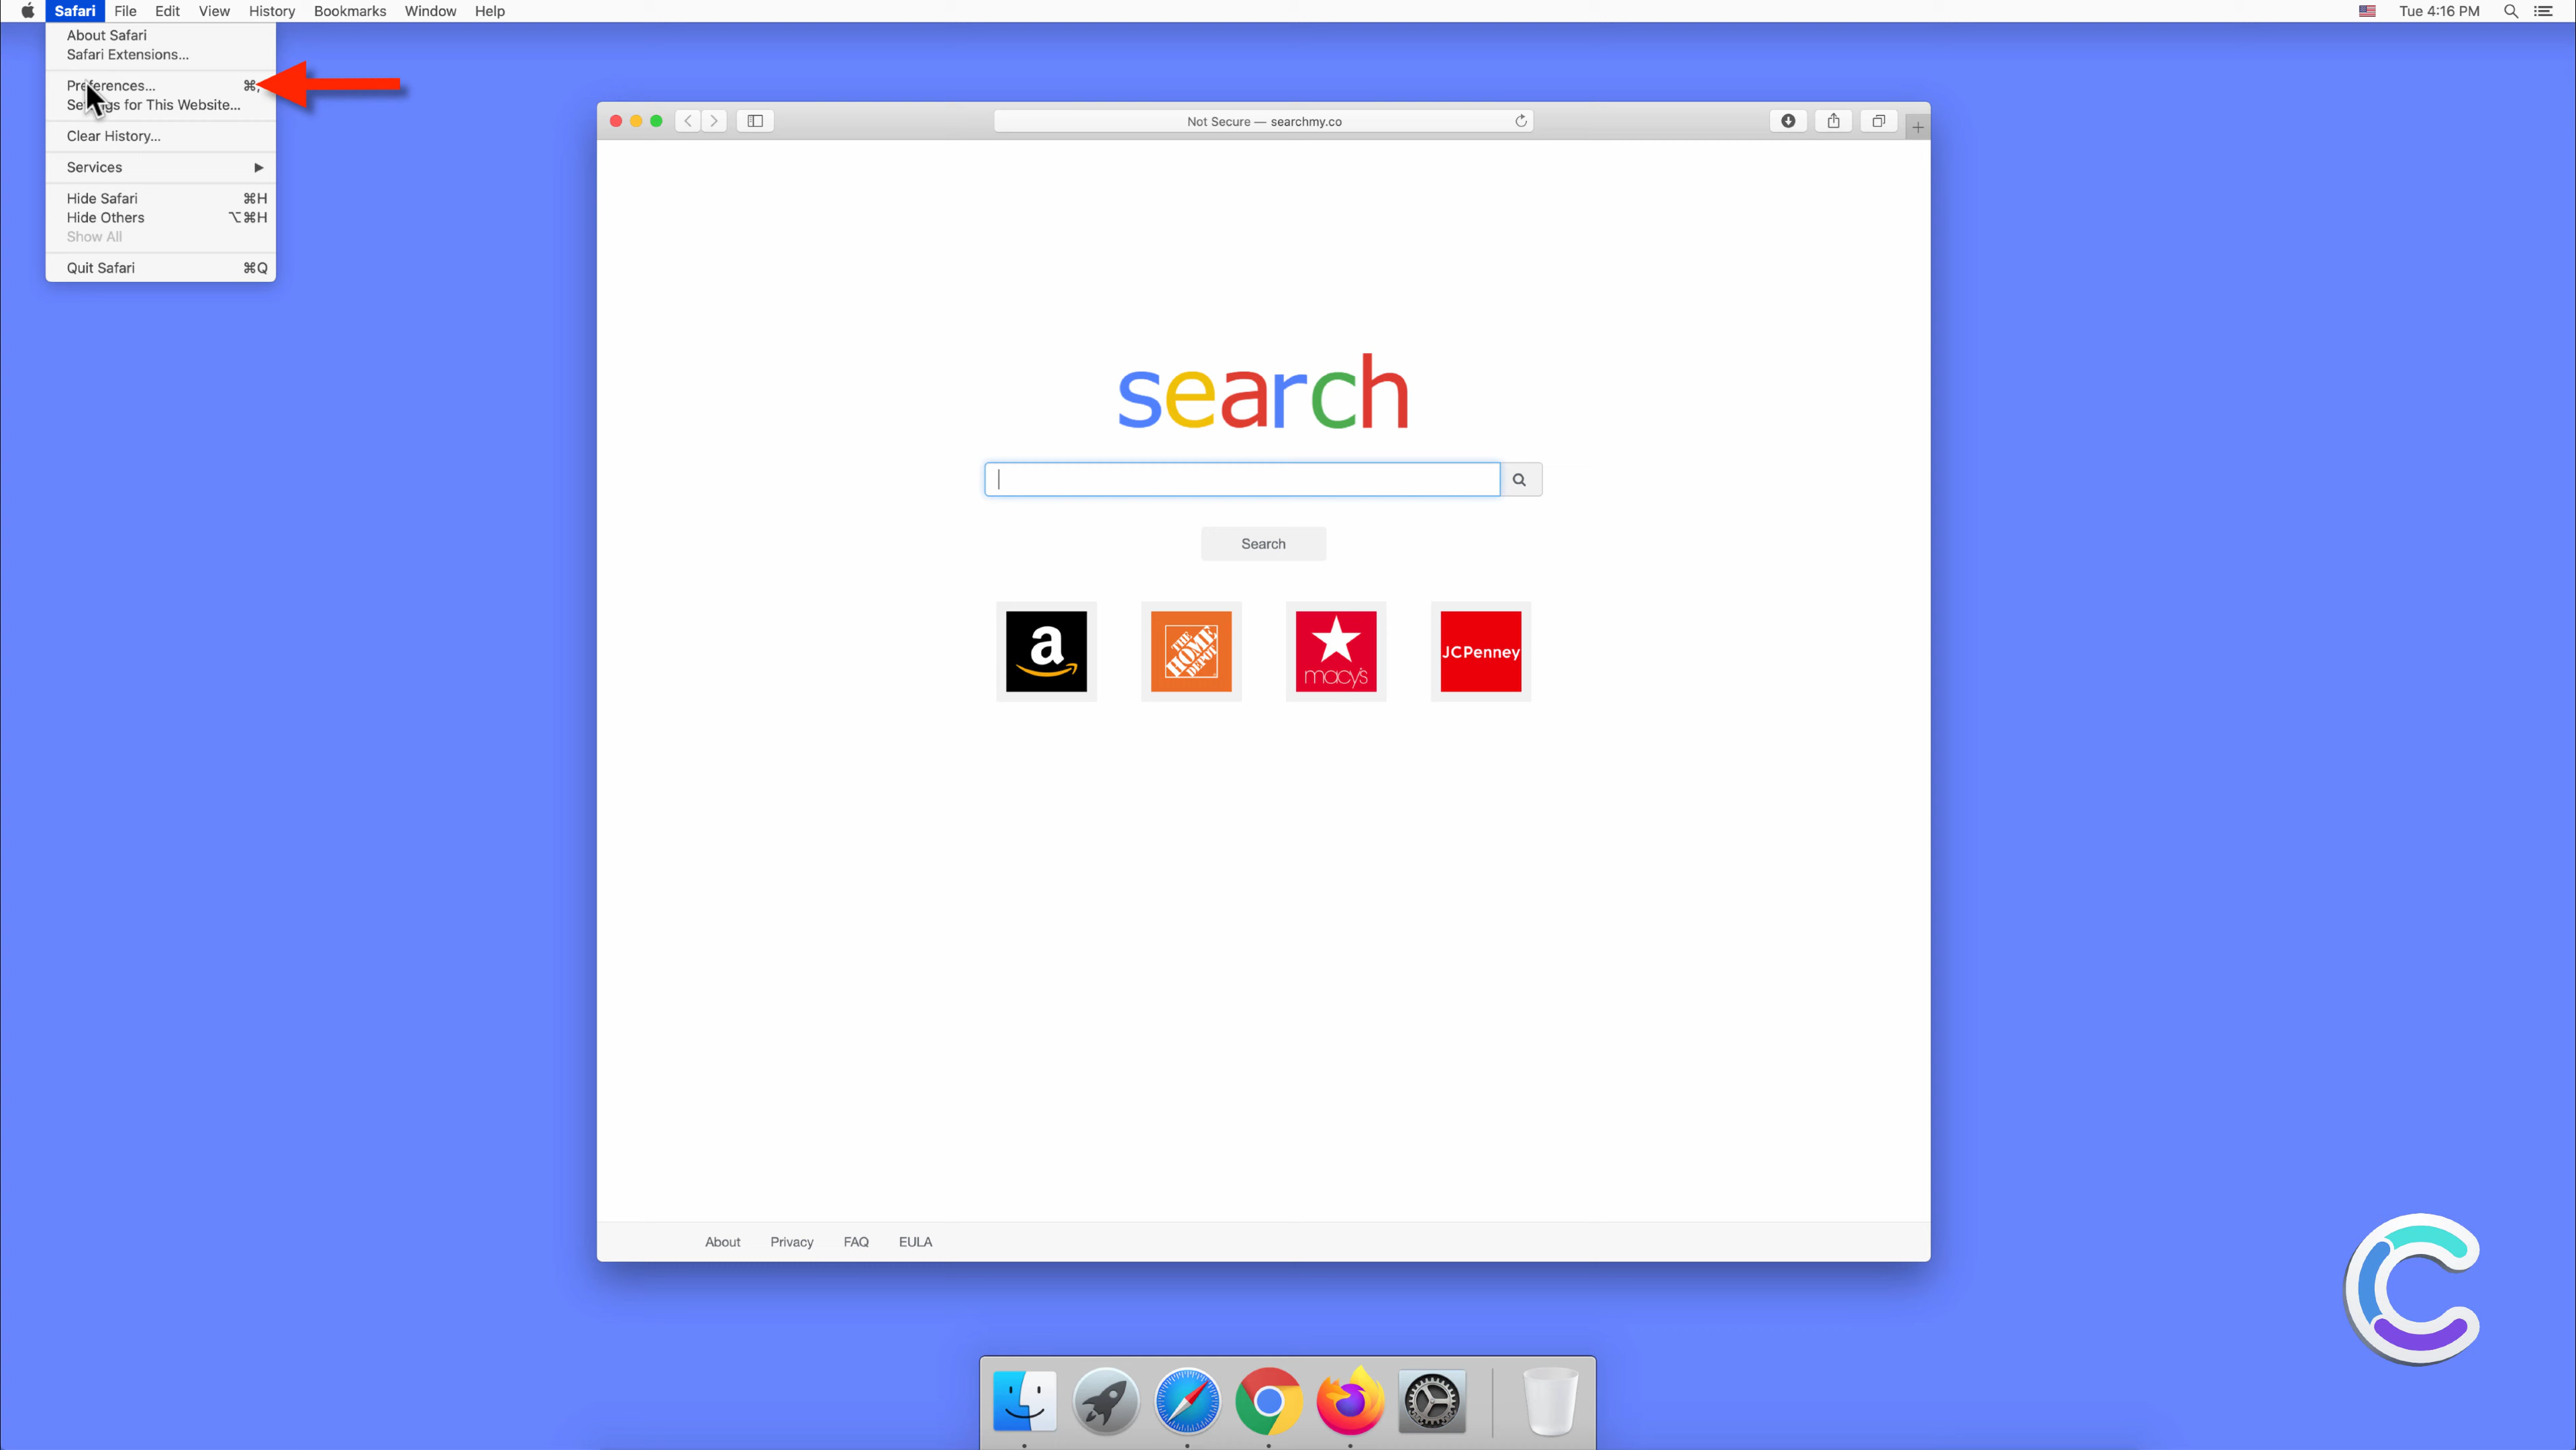 Safari File Edit View History Bookmarks Window Help Tue 4:16 PM
About Safari
Safari Extensions...
Preferences... ⌘,
Settings for This Website...
Clear History...
Services ▶
Hide Safari ⌘H
Hide Others ⌥⌘H
Show All
Quit Safari ⌘Q
Not Secure — searchmy.co
search
Search
a
THE HOME DEPOT
macy's
JCPenney
About Privacy FAQ EULA
C